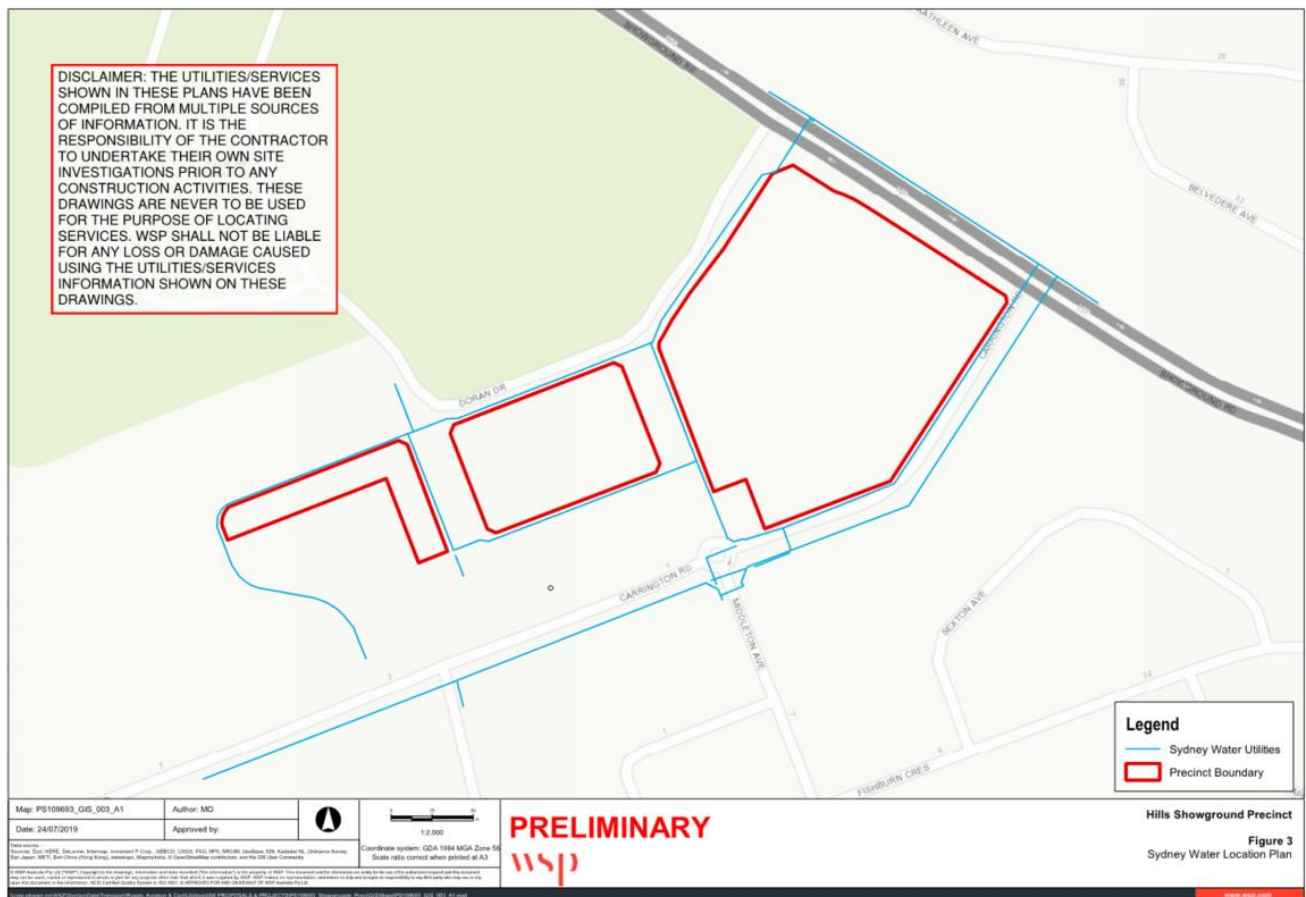 DISCLAIMER: THE UTILITIES/SERVICES
SHOWN IN THESE PLANS HAVE BEEN
COMPILED FROM MULTIPLE SOURCES
OF INFORMATION. IT IS THE
RESPONSIBILITY OF THE CONTRACTOR
TO UNDERTAKE THEIR OWN SITE
INVESTIGATIONS PRIOR TO ANY
CONSTRUCTION ACTIVITIES. THESE
DRAWINGS ARE NEVER TO BE USED
FOR THE PURPOSE OF LOCATING
SERVICES. WSP SHALL NOT BE LIABLE
FOR ANY LOSS OR DAMAGE CAUSED
USING THE UTILITIES/SERVICES
INFORMATION SHOWN ON THESE
DRAWINGS.
SHOWGROUND RD
KATHLEEN AVE
BELVEDERE AVE
CARRINGTON RD
SHOWGROUND RD
DORAN DR
CARRINGTON RD
MIDDLETON AVE
SEXTON AVE
FISHBURN CRES
Legend
Sydney Water Utilities
Precinct Boundary
Map: PS109693_GIS_003_A1
Author: MD
Date: 24/07/2019
Approved by:
1:2,000
Coordinate system: GDA 1994 MGA Zone 56
Scale ratio correct when printed at A3
PRELIMINARY
wsp
Hills Showground Precinct
Figure 3
Sydney Water Location Plan
www.wsp.com